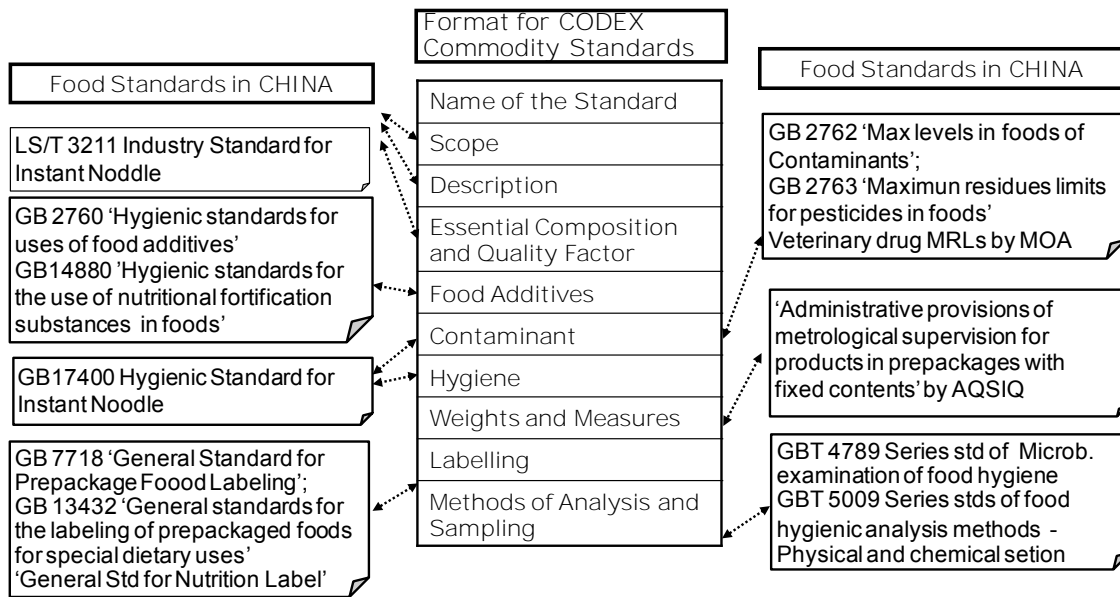 Format for CODEX
Commodity Standards
Food Standards in CHINA
LS/T 3211 Industry Standard for
Instant Noddle
GB 2760 ‘Hygienic standards for
uses of food additives’
GB14880 ’Hygienic standards for
the use of nutritional fortification
substances in foods’
GB17400 Hygienic Standard for
Instant Noodle
GB 7718 ‘General Standard for
Prepackage Foood Labeling’;
GB 13432 ‘General standards for
the labeling of prepackaged foods
for special dietary uses’
‘General Std for Nutrition Label’
Name of the Standard
Scope
Description
Essential Composition
and Quality Factor
Food Additives
Contaminant
Hygiene
Weights and Measures
Labelling
Methods of Analysis and
Sampling
Food Standards in CHINA
GB 2762 ‘Max levels in foods of
Contaminants’;
GB 2763 ‘Maximun residues limits
for pesticides in foods’
Veterinary drug MRLs by MOA
‘Administrative provisions of
metrological supervision for
products in prepackages with
fixed contents’ by AQSIQ
GBT 4789 Series std of Microb.
examination of food hygiene
GBT 5009 Series stds of food
hygienic analysis methods -
Physical and chemical setion